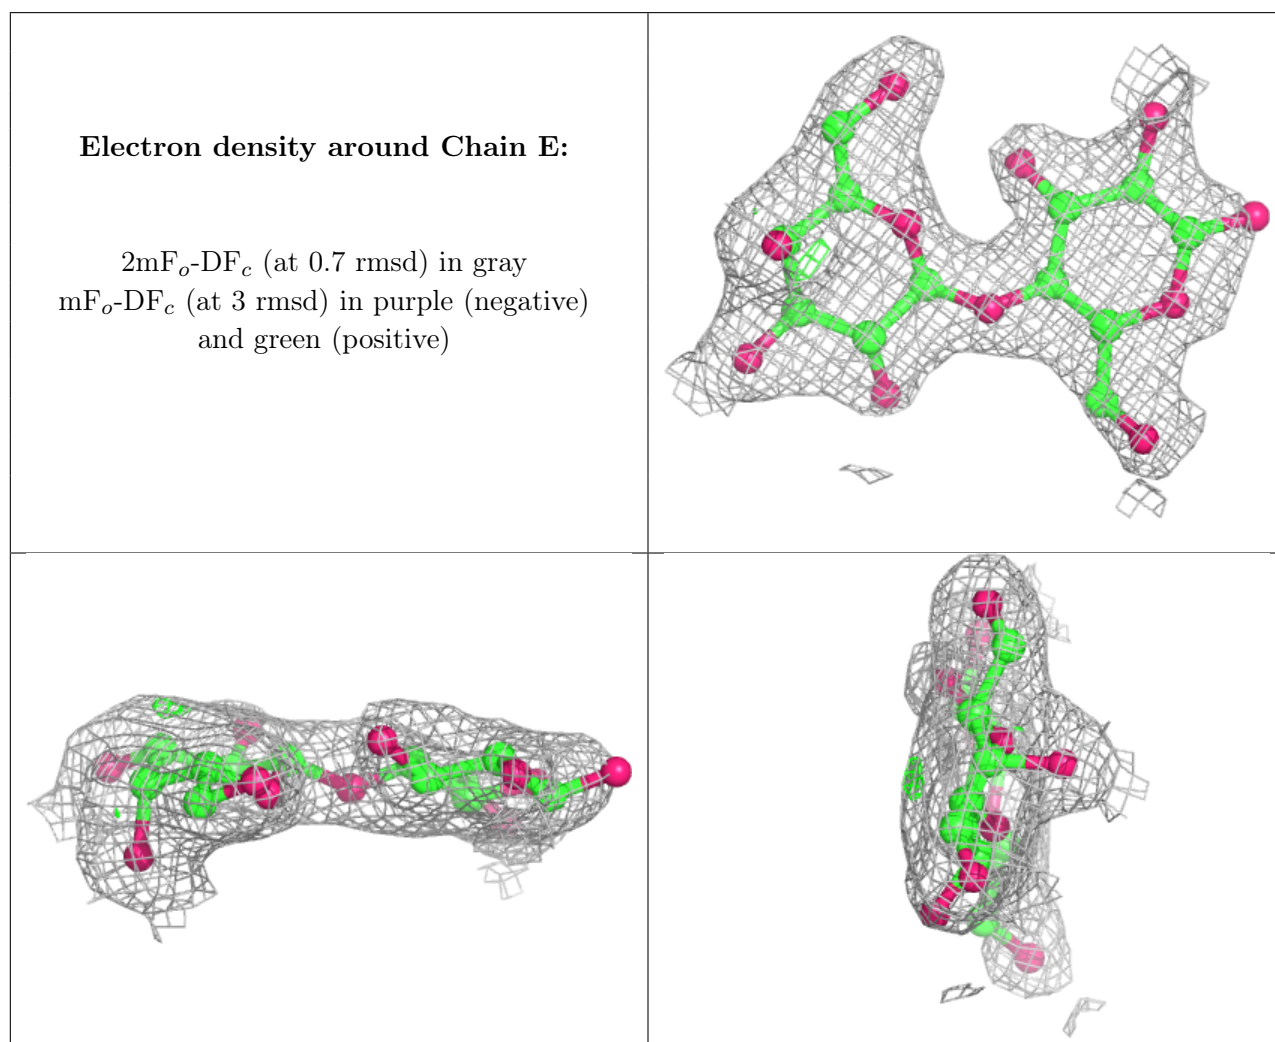 Electron density around Chain E:
2mF$_o$-DF$_c$ (at 0.7 rmsd) in gray
mF$_o$-DF$_c$ (at 3 rmsd) in purple (negative)
and green (positive)